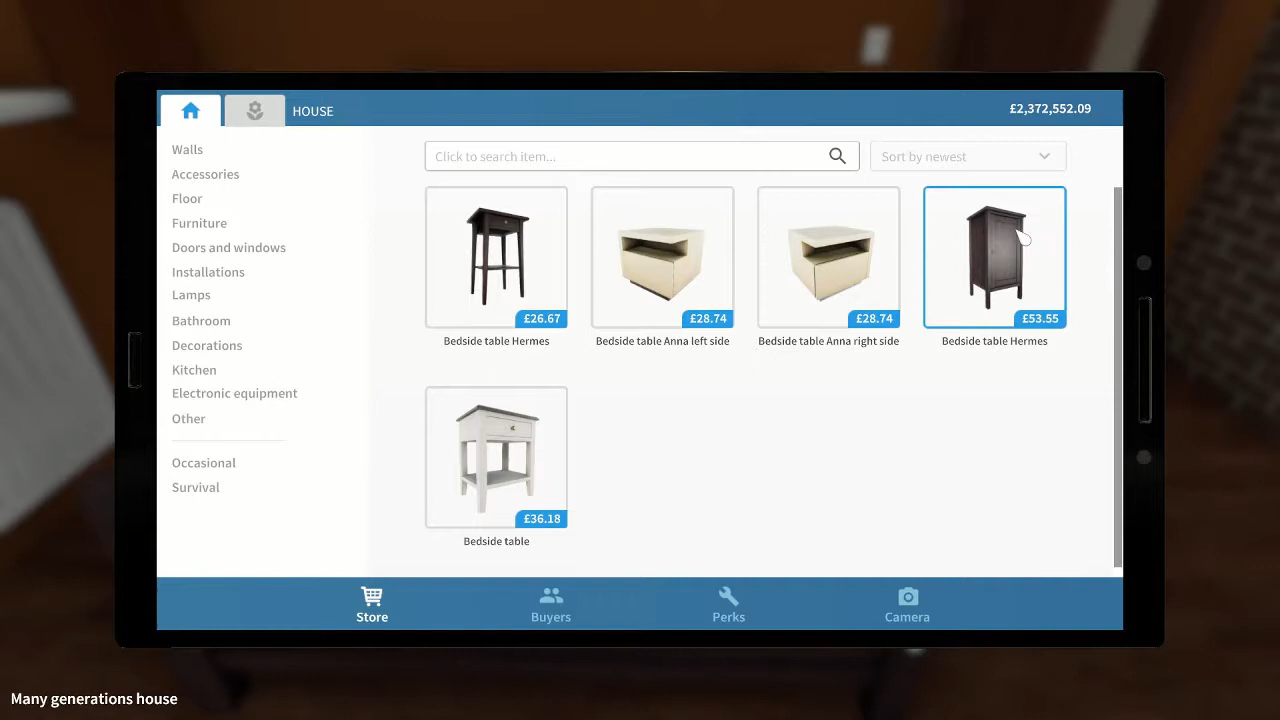 HOUSE
£2,372,552.09
Walls
Accessories
Floor
Furniture
Doors and windows
Installations
Lamps
Bathroom
Decorations
Kitchen
Electronic equipment
Other
Occasional
Survival
Click to search item...
Sort by newest
£26.67
£28.74
£28.74
£53.55
Bedside table Hermes
Bedside table Anna left side
Bedside table Anna right side
Bedside table Hermes
£36.18
Bedside table
Store
Buyers
Perks
Camera
Many generations house